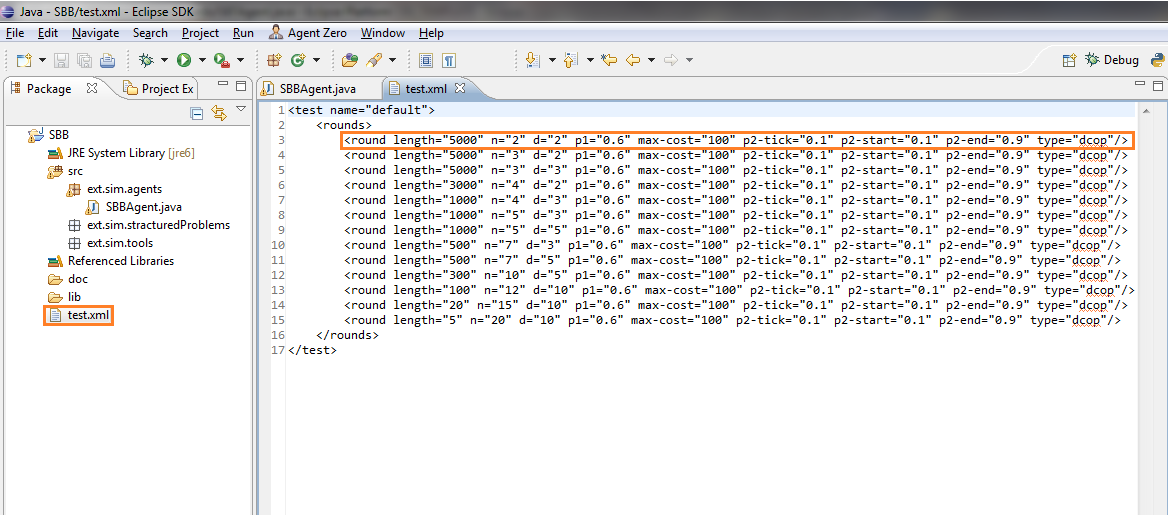 Java - SBB/test.xml - Eclipse SDK
File Edit Navigate Search Project Run Agent Zero Window Help
Debug
Package Project Ex
SBB
JRE System Library [jre6]
src
ext.sim.agents
SBBAgent.java
ext.sim.stracturedProblems
ext.sim.tools
Referenced Libraries
doc
lib
test.xml
SBBAgent.java test.xml
1 <test name="default">
2 <rounds>
3 <round length="5000" n="2" d="2" p1="0.6" max-cost="100" p2-tick="0.1" p2-start="0.1" p2-end="0.9" type="dcop"/>
4 <round length="5000" n="3" d="2" p1="0.6" max-cost="100" p2-tick="0.1" p2-start="0.1" p2-end="0.9" type="dcop"/>
5 <round length="5000" n="3" d="3" p1="0.6" max-cost="100" p2-tick="0.1" p2-start="0.1" p2-end="0.9" type="dcop"/>
6 <round length="3000" n="4" d="2" p1="0.6" max-cost="100" p2-tick="0.1" p2-start="0.1" p2-end="0.9" type="dcop"/>
7 <round length="1000" n="4" d="3" p1="0.6" max-cost="100" p2-tick="0.1" p2-start="0.1" p2-end="0.9" type="dcop"/>
8 <round length="1000" n="5" d="3" p1="0.6" max-cost="100" p2-tick="0.1" p2-start="0.1" p2-end="0.9" type="dcop"/>
9 <round length="1000" n="5" d="5" p1="0.6" max-cost="100" p2-tick="0.1" p2-start="0.1" p2-end="0.9" type="dcop"/>
10 <round length="500" n="7" d="3" p1="0.6" max-cost="100" p2-tick="0.1" p2-start="0.1" p2-end="0.9" type="dcop"/>
11 <round length="500" n="7" d="5" p1="0.6" max-cost="100" p2-tick="0.1" p2-start="0.1" p2-end="0.9" type="dcop"/>
12 <round length="300" n="10" d="5" p1="0.6" max-cost="100" p2-tick="0.1" p2-start="0.1" p2-end="0.9" type="dcop"/>
13 <round length="100" n="12" d="10" p1="0.6" max-cost="100" p2-tick="0.1" p2-start="0.1" p2-end="0.9" type="dcop"/>
14 <round length="20" n="15" d="10" p1="0.6" max-cost="100" p2-tick="0.1" p2-start="0.1" p2-end="0.9" type="dcop"/>
15 <round length="5" n="20" d="10" p1="0.6" max-cost="100" p2-tick="0.1" p2-start="0.1" p2-end="0.9" type="dcop"/>
16 </rounds>
17 </test>